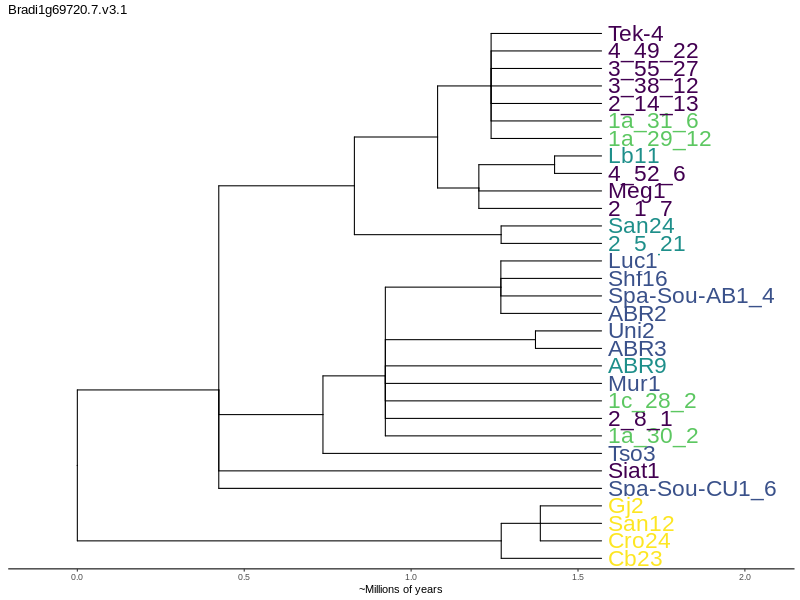 Bradi1g69720.7.v3.1
Tek-4
4_49_22
3_55_27
3_38_12
2_14_13
1a_31_6
1a_29_12
Lb11
4_52_6
Meg1
2_1_7
San24
2_5_21
Luc1
Shf16
Spa-Sou-AB1_4
ABR2
Uni2
ABR3
ABR9
Mur1
1c_28_2
2_8_1
1a_30_2
Tso3
Siat1
Spa-Sou-CU1_6
Gj2
San12
Cro24
Cb23
0.0 0.5 1.0 1.5 2.0
~Millions of years